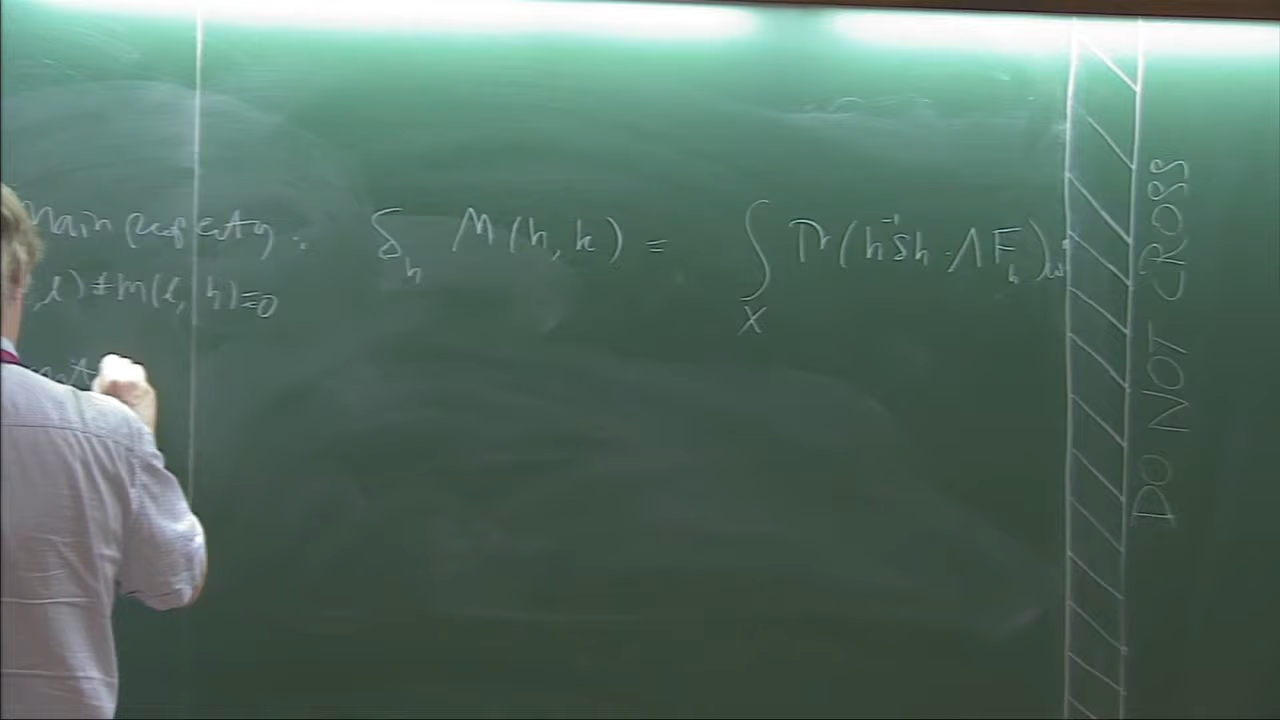 Main property. δ_h M(h, k) = ∫_X Tr(h⁻¹δh · ΛF_h) ω
, l) + M(l, h) = 0
DO NOT CROSS